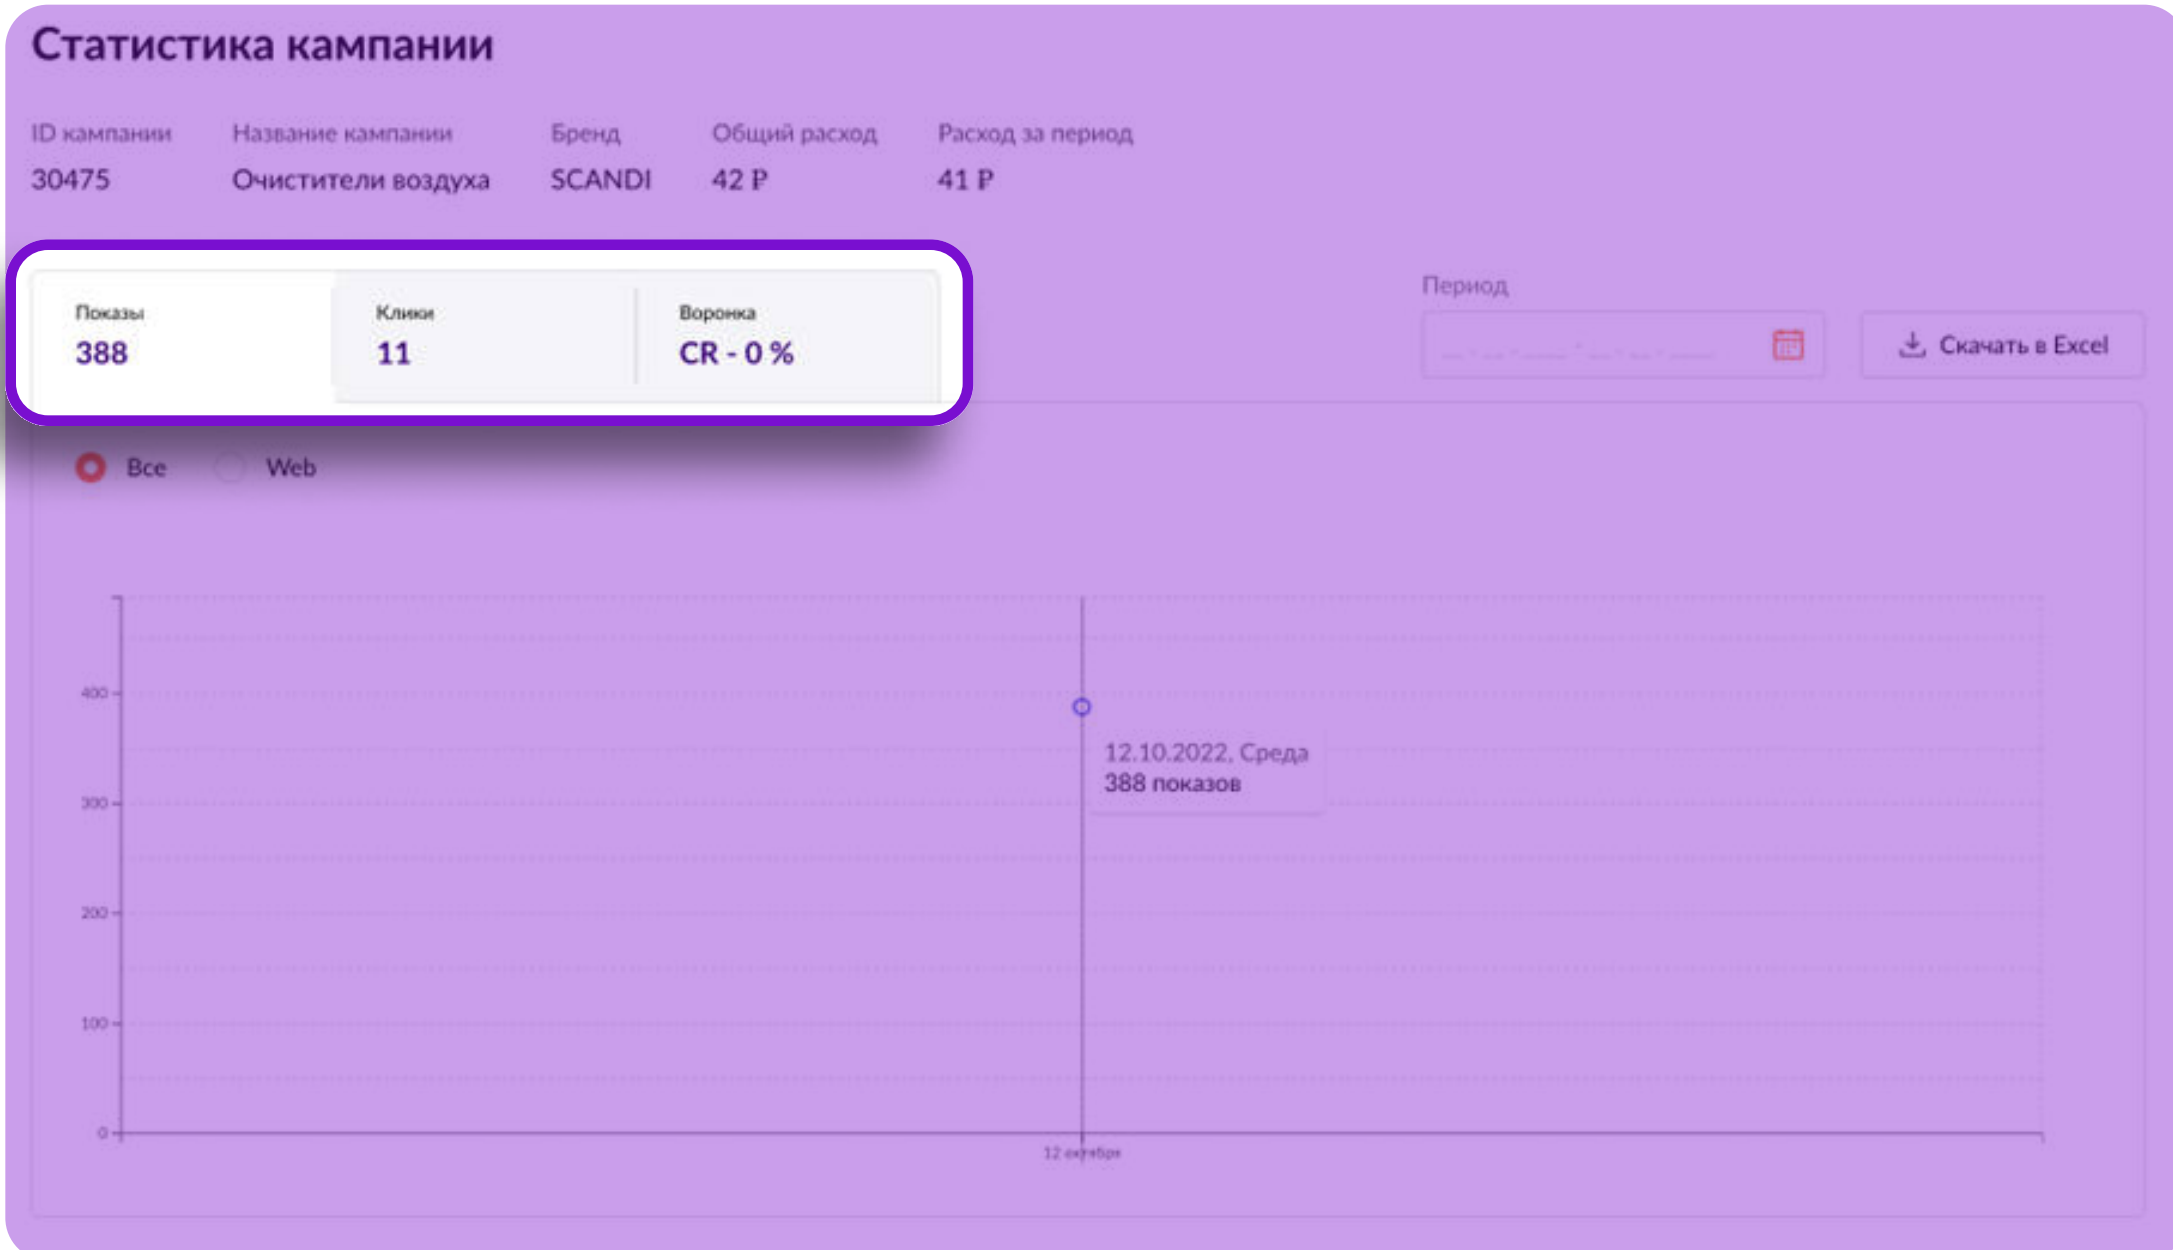 Статистика кампании
ID кампании Название кампании Бренд Общий расход Расход за период
30475 Очистители воздуха SCANDI 42 ₽ 41 ₽
Показы Клики Воронка
388 11 CR - 0 %
Период
Скачать в Excel
Все Web
400
300
200
100
0
12.10.2022, Среда
388 показов
12 октября